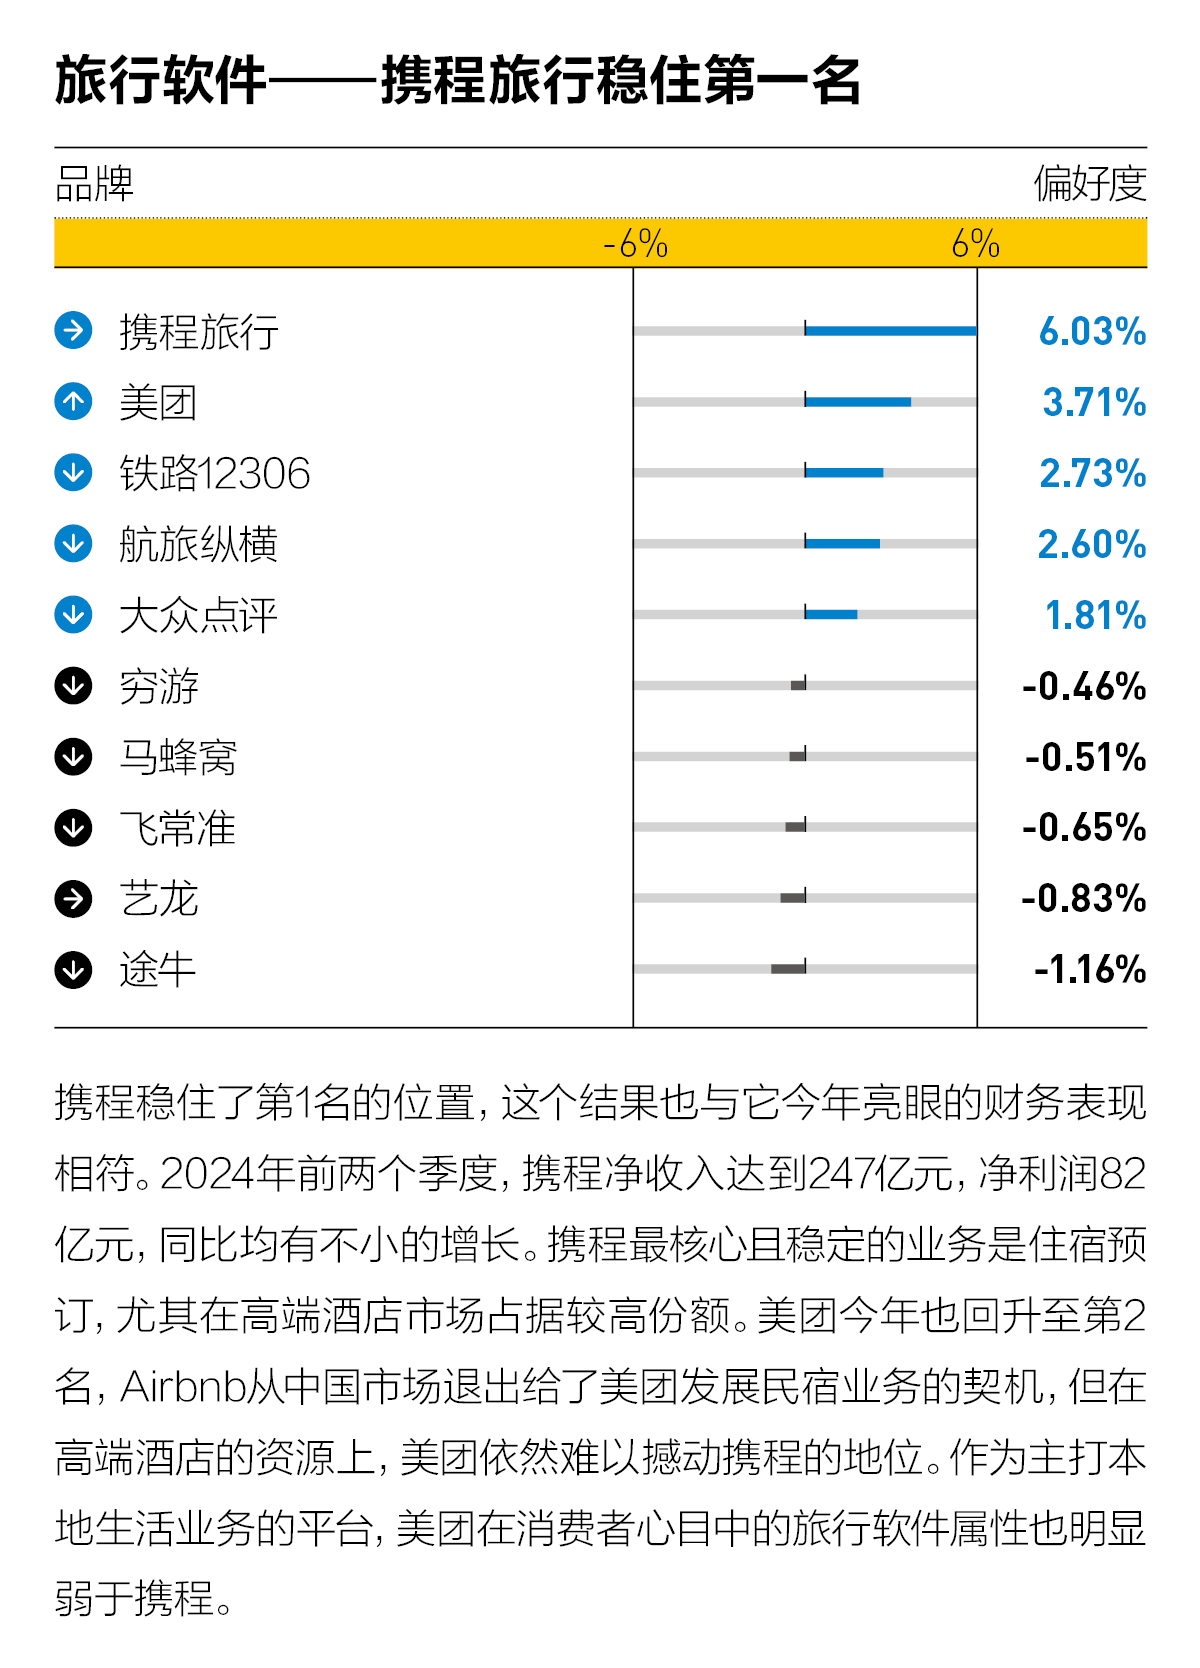 旅行软件——携程旅行稳住第一名
品牌 偏好度
-6% 6%
携程旅行 6.03%
美团 3.71%
铁路12306 2.73%
航旅纵横 2.60%
大众点评 1.81%
穷游 -0.46%
马蜂窝 -0.51%
飞常准 -0.65%
艺龙 -0.83%
途牛 -1.16%
携程稳住了第1名的位置，这个结果也与它今年亮眼的财务表现
相符。2024年前两个季度，携程净收入达到247亿元，净利润82
亿元，同比均有不小的增长。携程最核心且稳定的业务是住宿预
订，尤其在高端酒店市场占据较高份额。美团今年也回升至第2
名，Airbnb从中国市场退出给了美团发展民宿业务的契机，但在
高端酒店的资源上，美团依然难以撼动携程的地位。作为主打本
地生活业务的平台，美团在消费者心目中的旅行软件属性也明显
弱于携程。